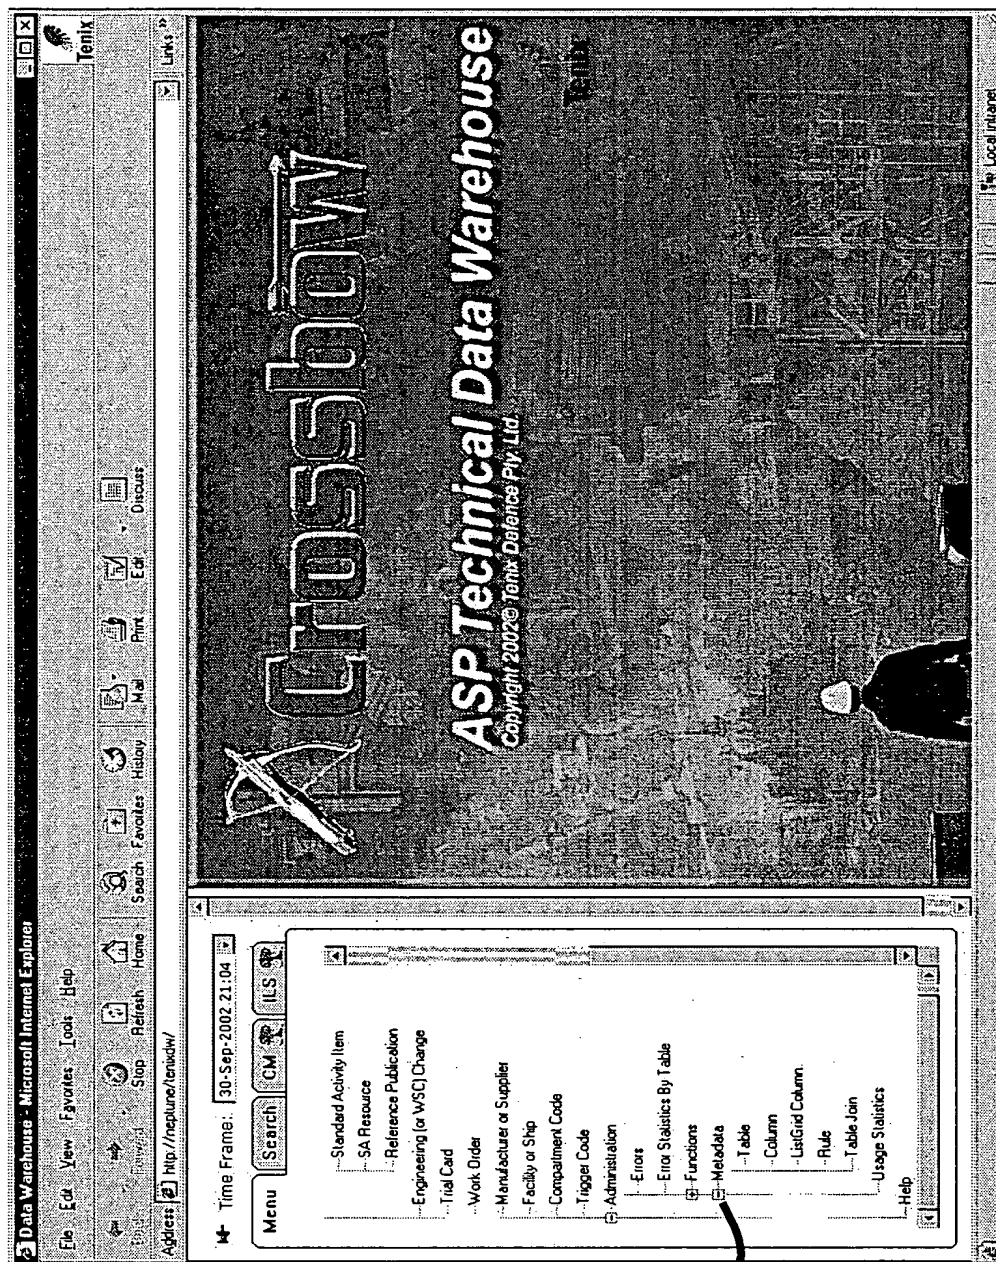 Data Warehouse - Microsoft Internet Explorer
File Edit View Favorites Tools Help
Tenix
Stop Refresh Home Search Favorites History Mail Print Edit Discuss
Address http://neptune/tenixdw/ Links »
Time Frame: 30-Sep-2002 21:04
Menu Search CM ILS
Standard Activity Item
SA Resource
Reference Publication
Engineering (or WSC) Change
Trial Card
Work Order
Manufacturer or Supplier
Facility or Ship
Compartment Code
Trigger Code
Administration
Errors
Error Statistics By Table
Functions
Metadata
Table
Column
ListGrid Column
Rule
Table Join
Usage Statistics
Help
Crossbow
ASP Technical Data Warehouse
Copyright 2002© Tenix Defence Pty. Ltd.
Tenix
Local intranet